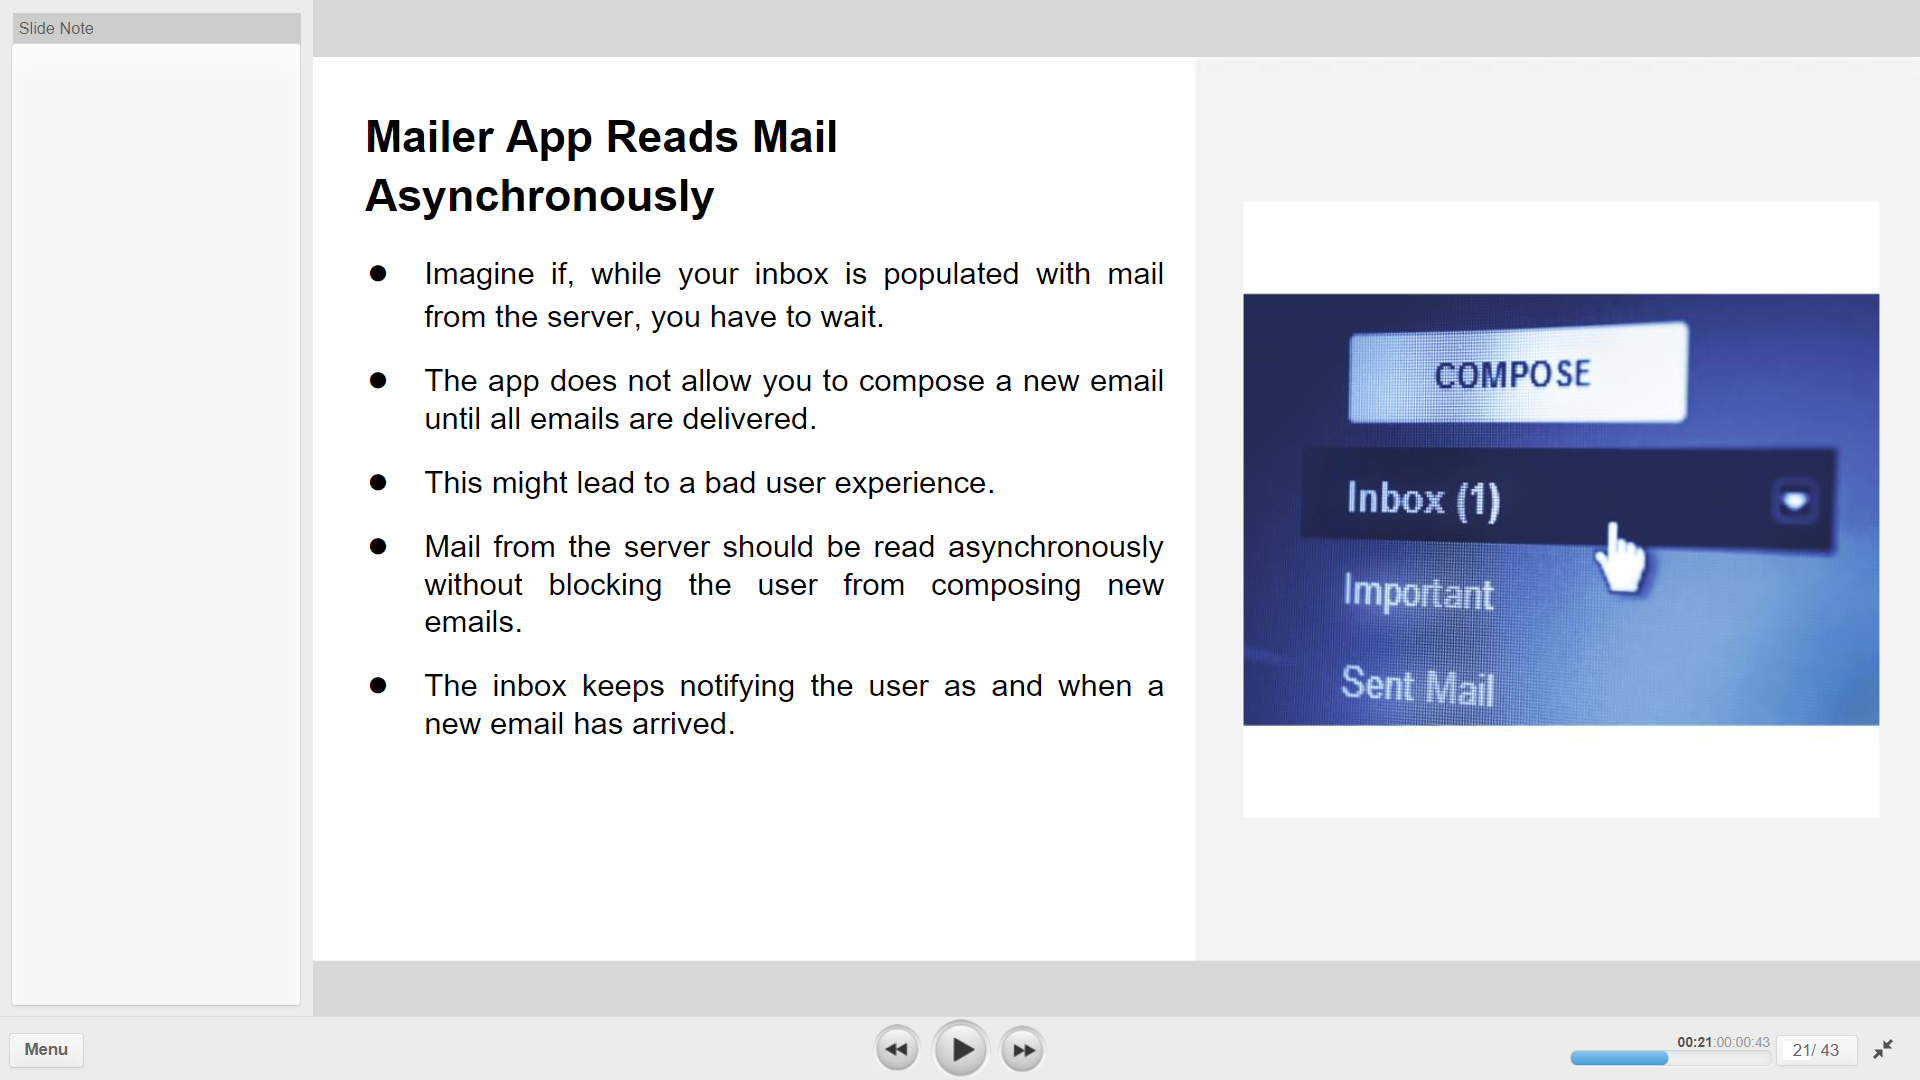 Slide Note
Mailer App Reads Mail
Asynchronously
● Imagine if, while your inbox is populated with mail
from the server, you have to wait.
● The app does not allow you to compose a new email
until all emails are delivered.
● This might lead to a bad user experience.
● Mail from the server should be read asynchronously
without blocking the user from composing new
emails.
● The inbox keeps notifying the user as and when a
new email has arrived.
COMPOSE
Inbox (1)
Important
Sent Mail
Menu
00:21:00:00:43
21/ 43